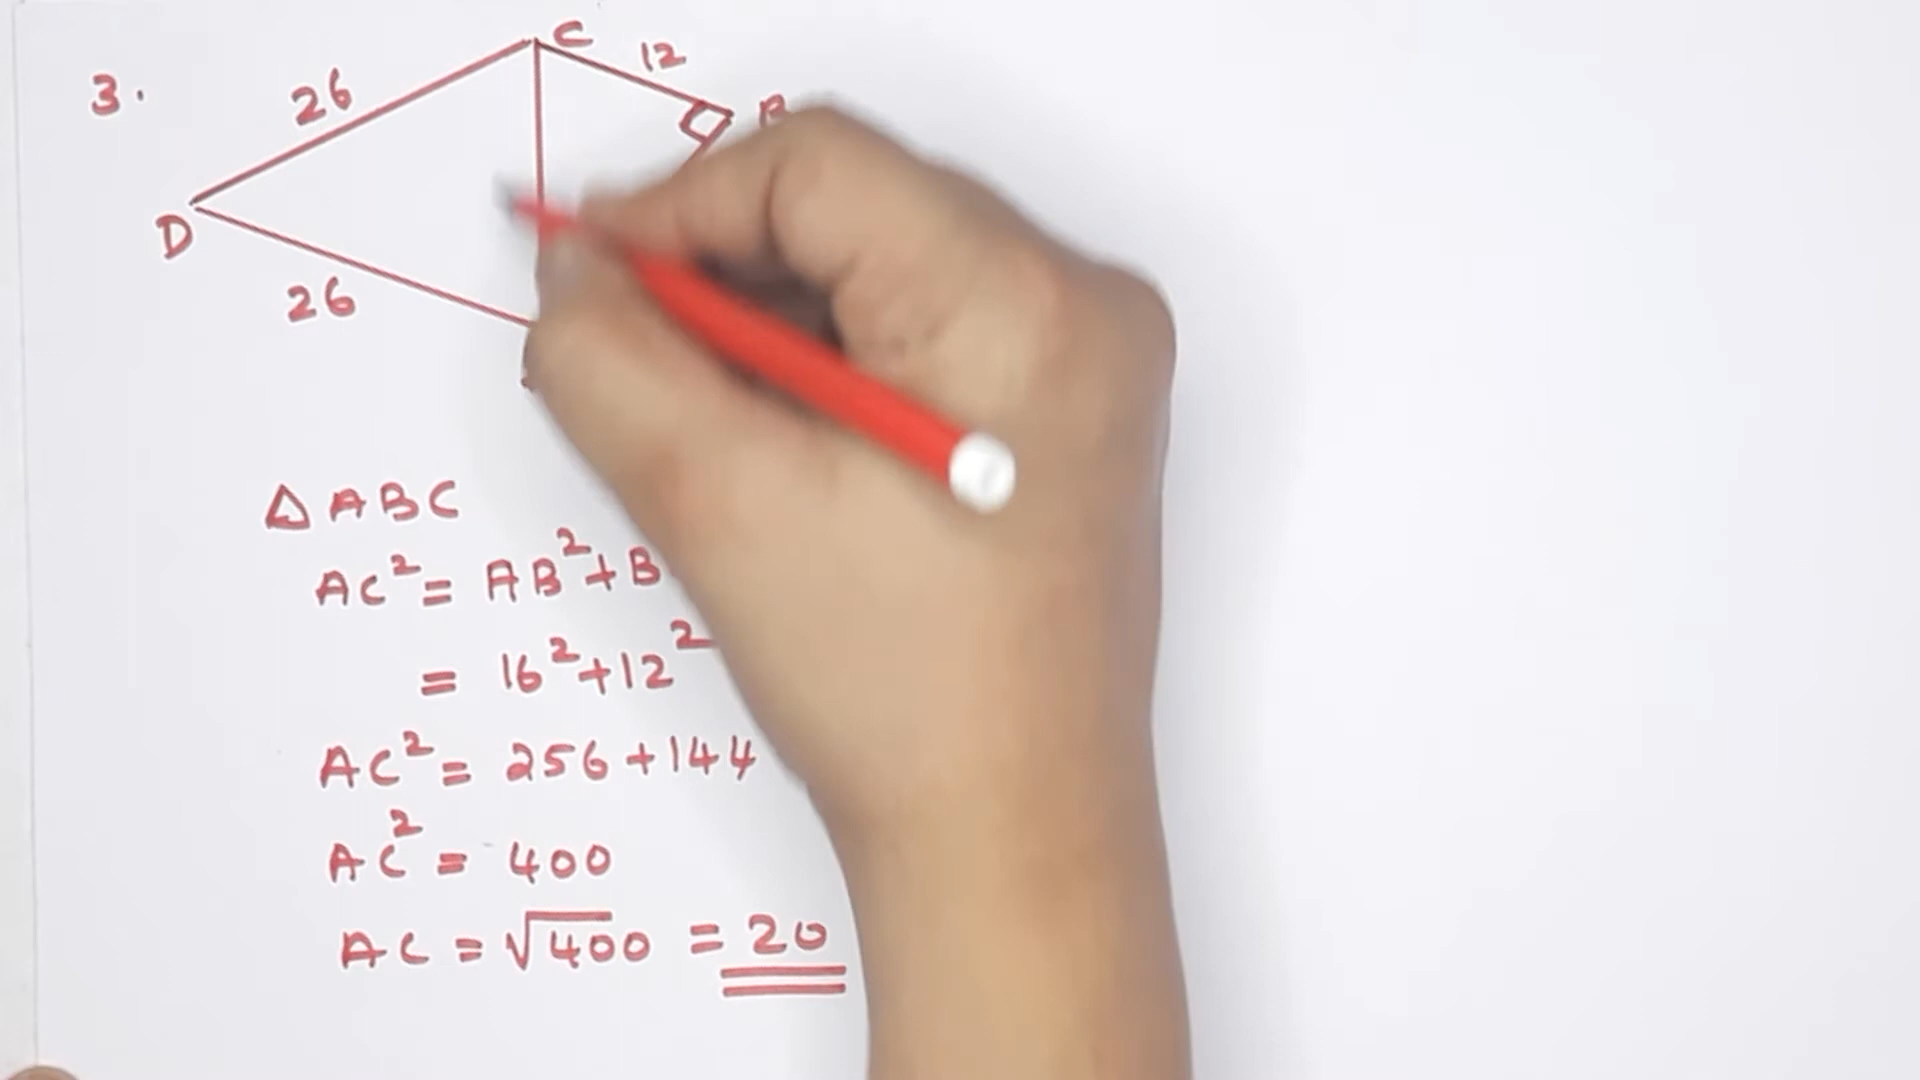 3.
C
12
26
B
D
26
△ ABC
AC² = AB² + B
= 16² + 12²
AC² = 256 + 144
AC² = 400
AC = √400 = 20